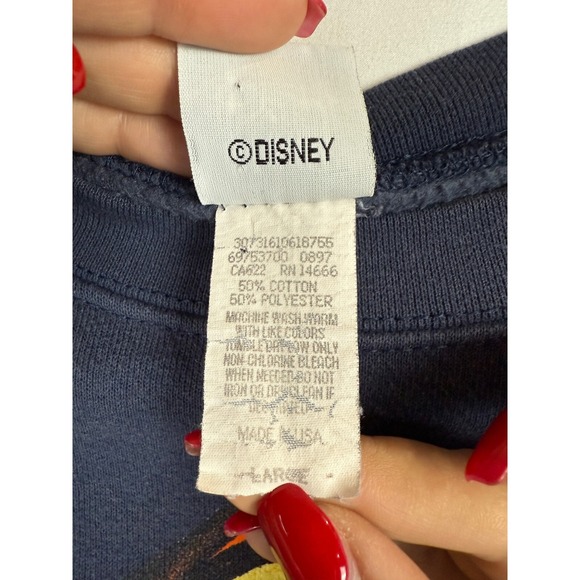 ©DISNEY
30731610618755
69753700 0897
CA622 RN 14666
50% COTTON
50% POLYESTER
MACHINE WASH WARM
WITH LIKE COLORS
TUMBLE DRY LOW ONLY
NON-CHLORINE BLEACH
WHEN NEEDED DO NOT
IRON OR DRYCLEAN IF
DECORATED
MADE IN USA
- LARGE -